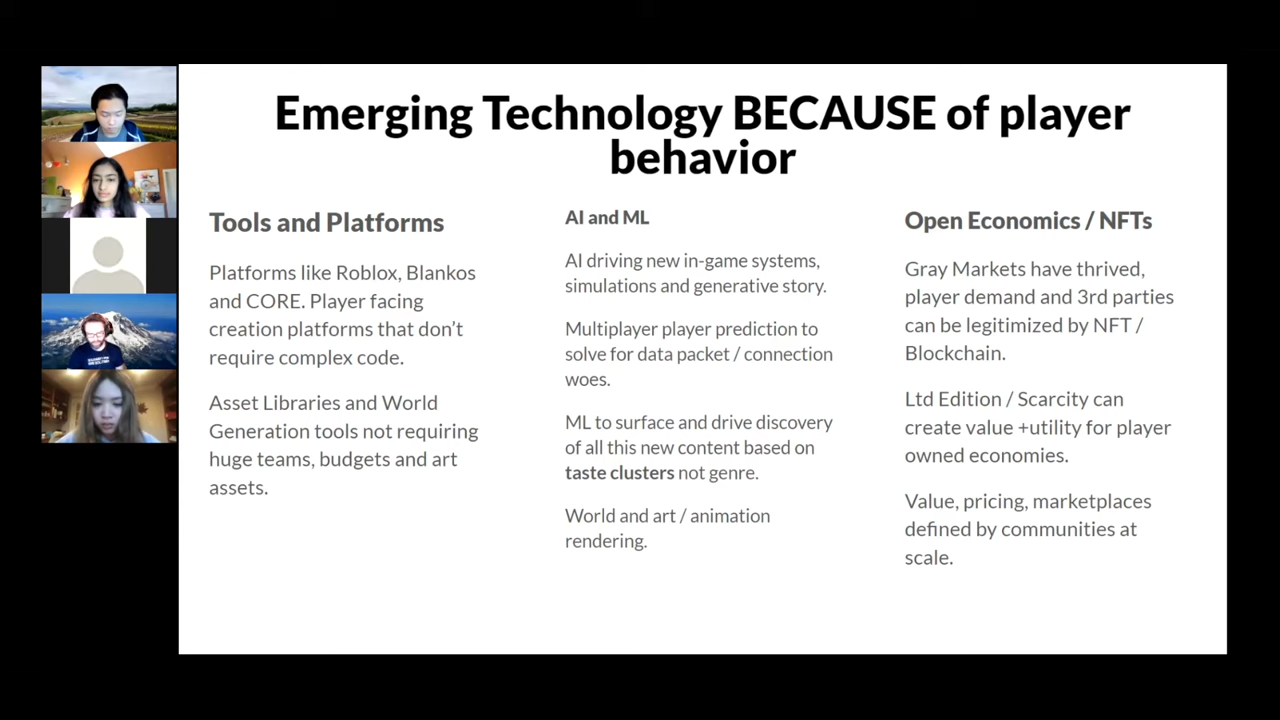 Emerging Technology BECAUSE of player
behavior
Tools and Platforms
Platforms like Roblox, Blankos
and CORE. Player facing
creation platforms that don’t
require complex code.
Asset Libraries and World
Generation tools not requiring
huge teams, budgets and art
assets.
AI and ML
AI driving new in-game systems,
simulations and generative story.
Multiplayer player prediction to
solve for data packet / connection
woes.
ML to surface and drive discovery
of all this new content based on
taste clusters not genre.
World and art / animation
rendering.
Open Economics / NFTs
Gray Markets have thrived,
player demand and 3rd parties
can be legitimized by NFT /
Blockchain.
Ltd Edition / Scarcity can
create value +utility for player
owned economies.
Value, pricing, marketplaces
defined by communities at
scale.